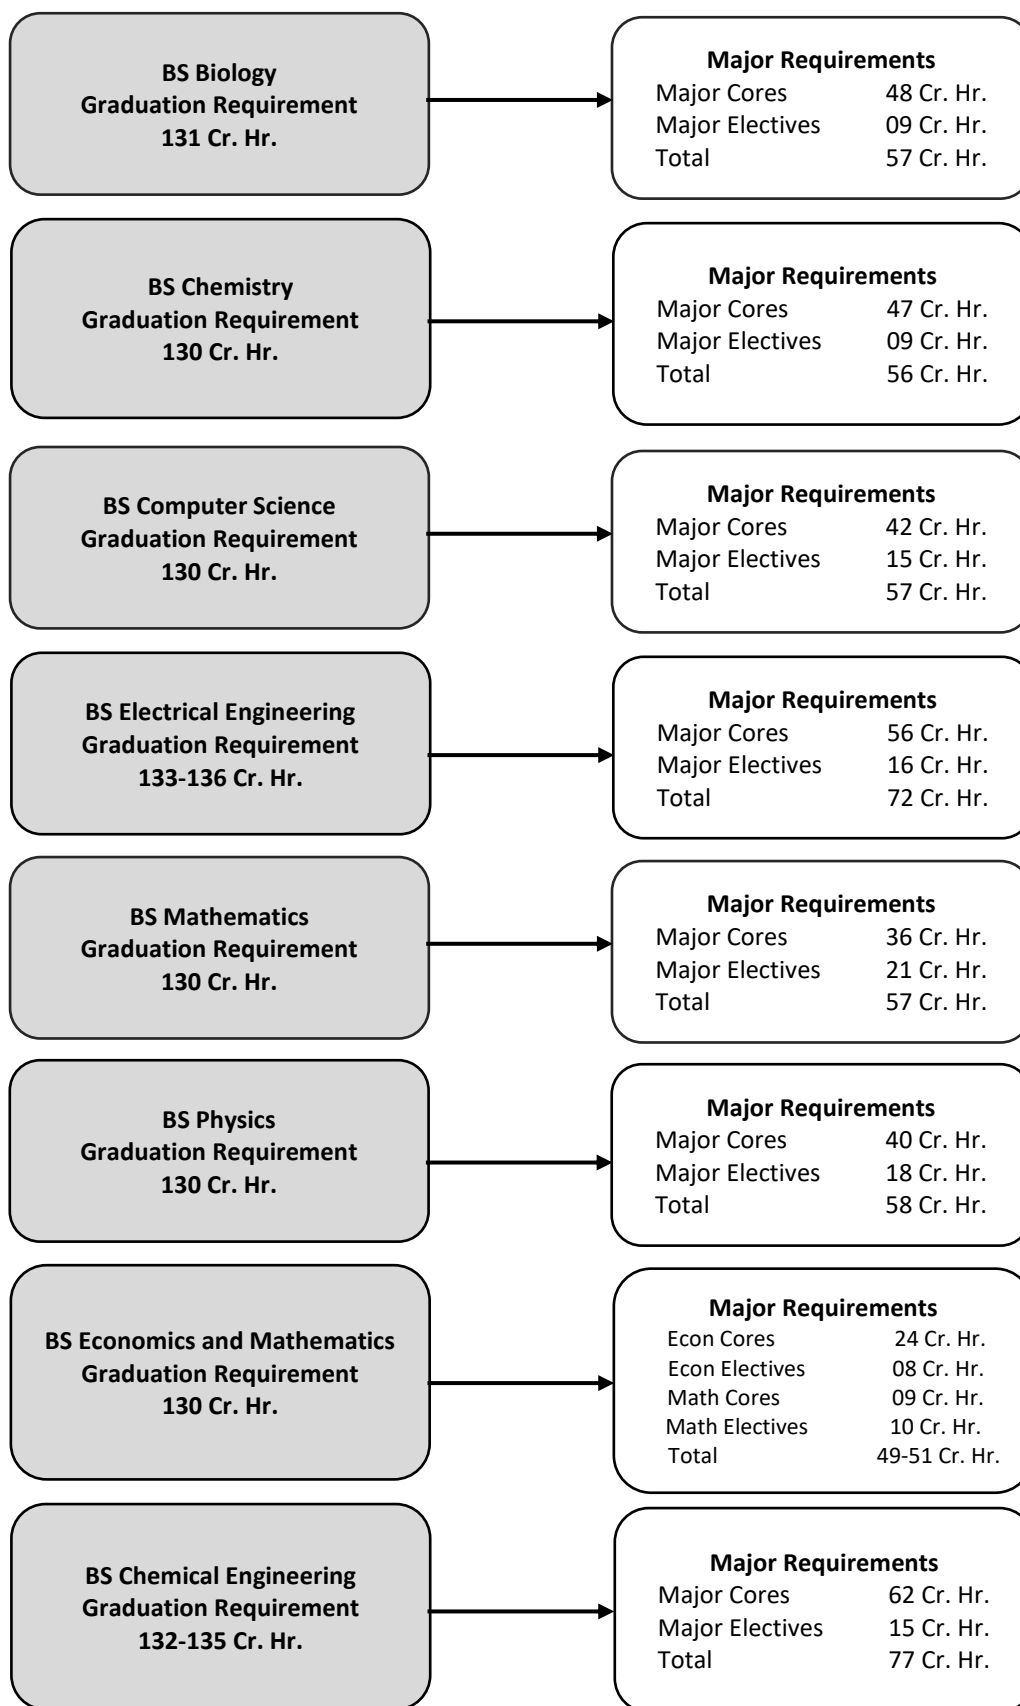 BS Biology
Graduation Requirement
131 Cr. Hr.
Major Requirements
Major Cores 48 Cr. Hr.
Major Electives 09 Cr. Hr.
Total 57 Cr. Hr.
BS Chemistry
Graduation Requirement
130 Cr. Hr.
Major Requirements
Major Cores 47 Cr. Hr.
Major Electives 09 Cr. Hr.
Total 56 Cr. Hr.
BS Computer Science
Graduation Requirement
130 Cr. Hr.
Major Requirements
Major Cores 42 Cr. Hr.
Major Electives 15 Cr. Hr.
Total 57 Cr. Hr.
BS Electrical Engineering
Graduation Requirement
133-136 Cr. Hr.
Major Requirements
Major Cores 56 Cr. Hr.
Major Electives 16 Cr. Hr.
Total 72 Cr. Hr.
BS Mathematics
Graduation Requirement
130 Cr. Hr.
Major Requirements
Major Cores 36 Cr. Hr.
Major Electives 21 Cr. Hr.
Total 57 Cr. Hr.
BS Physics
Graduation Requirement
130 Cr. Hr.
Major Requirements
Major Cores 40 Cr. Hr.
Major Electives 18 Cr. Hr.
Total 58 Cr. Hr.
BS Economics and Mathematics
Graduation Requirement
130 Cr. Hr.
Major Requirements
Econ Cores 24 Cr. Hr.
Econ Electives 08 Cr. Hr.
Math Cores 09 Cr. Hr.
Math Electives 10 Cr. Hr.
Total 49-51 Cr. Hr.
BS Chemical Engineering
Graduation Requirement
132-135 Cr. Hr.
Major Requirements
Major Cores 62 Cr. Hr.
Major Electives 15 Cr. Hr.
Total 77 Cr. Hr.